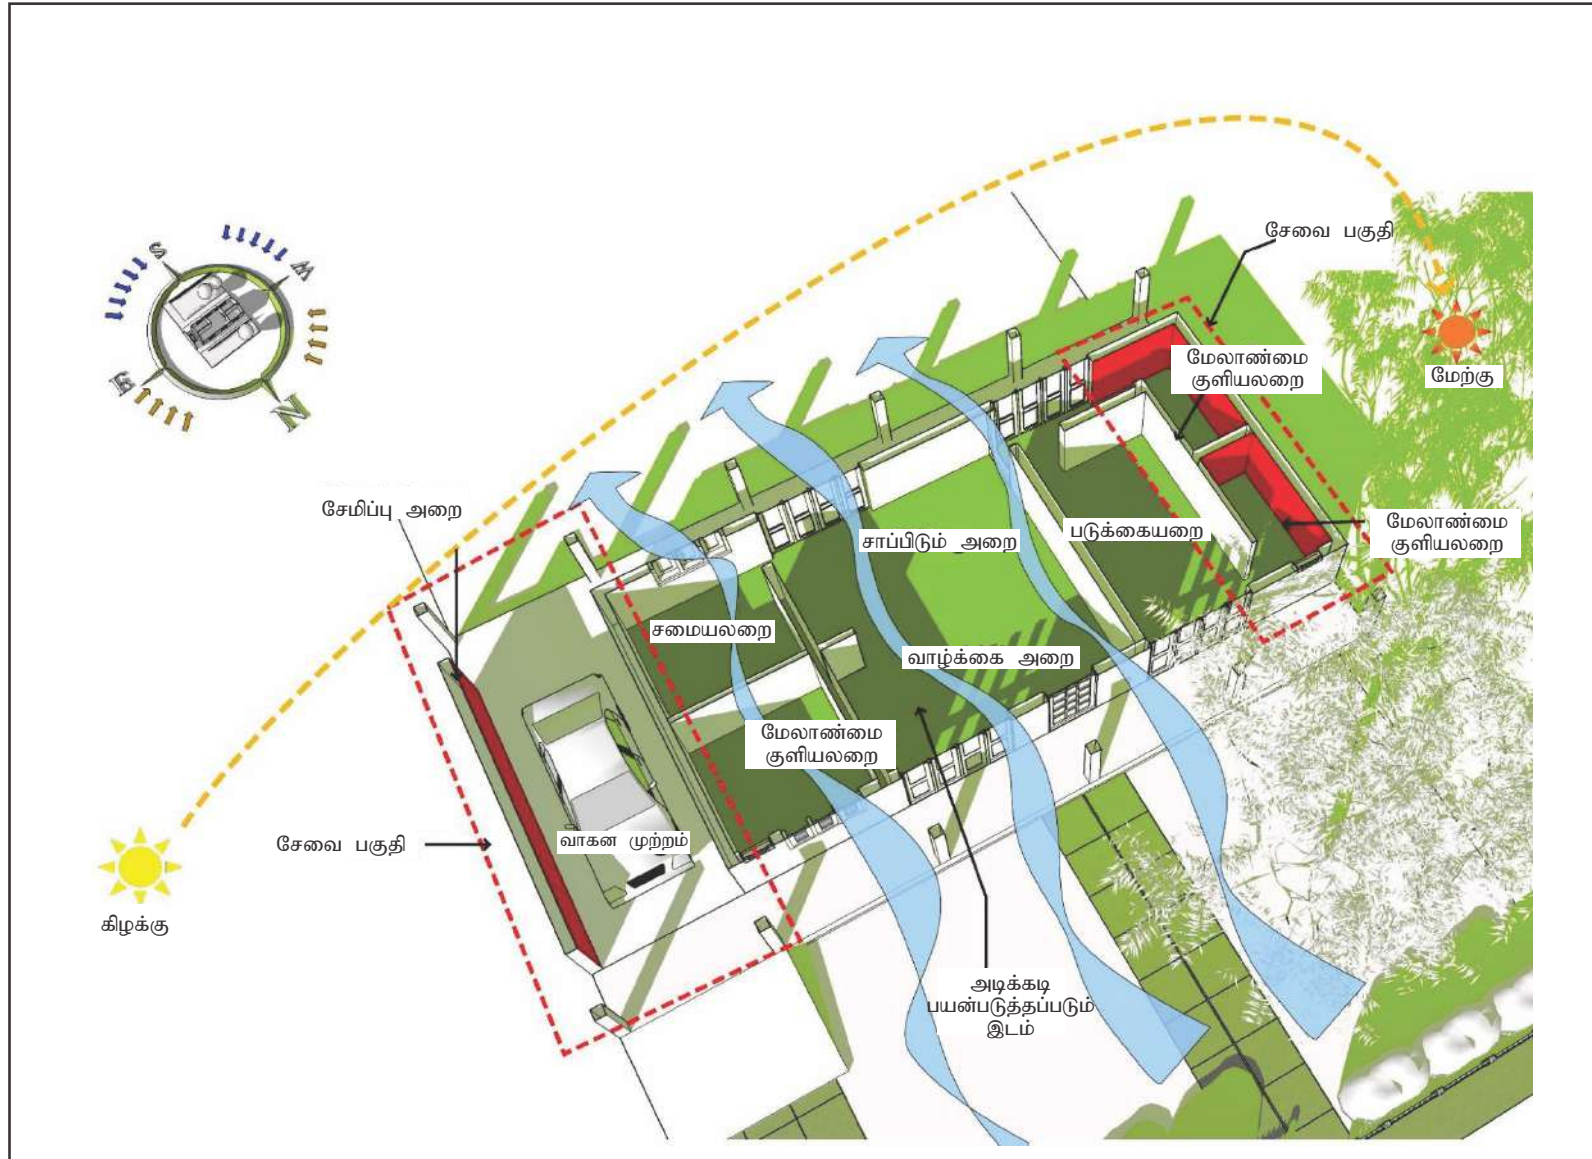 S
W
E
N
சேவை பகுதி
மேலாண்மை
குளியலறை
மேற்கு
சேமிப்பு அறை
சாப்பிடும் அறை
படுக்கையறை
மேலாண்மை
குளியலறை
சமையலறை
வாழ்க்கை அறை
மேலாண்மை
குளியலறை
சேவை பகுதி
வாகன முற்றம்
கிழக்கு
அடிக்கடி
பயன்படுத்தப்படும்
இடம்